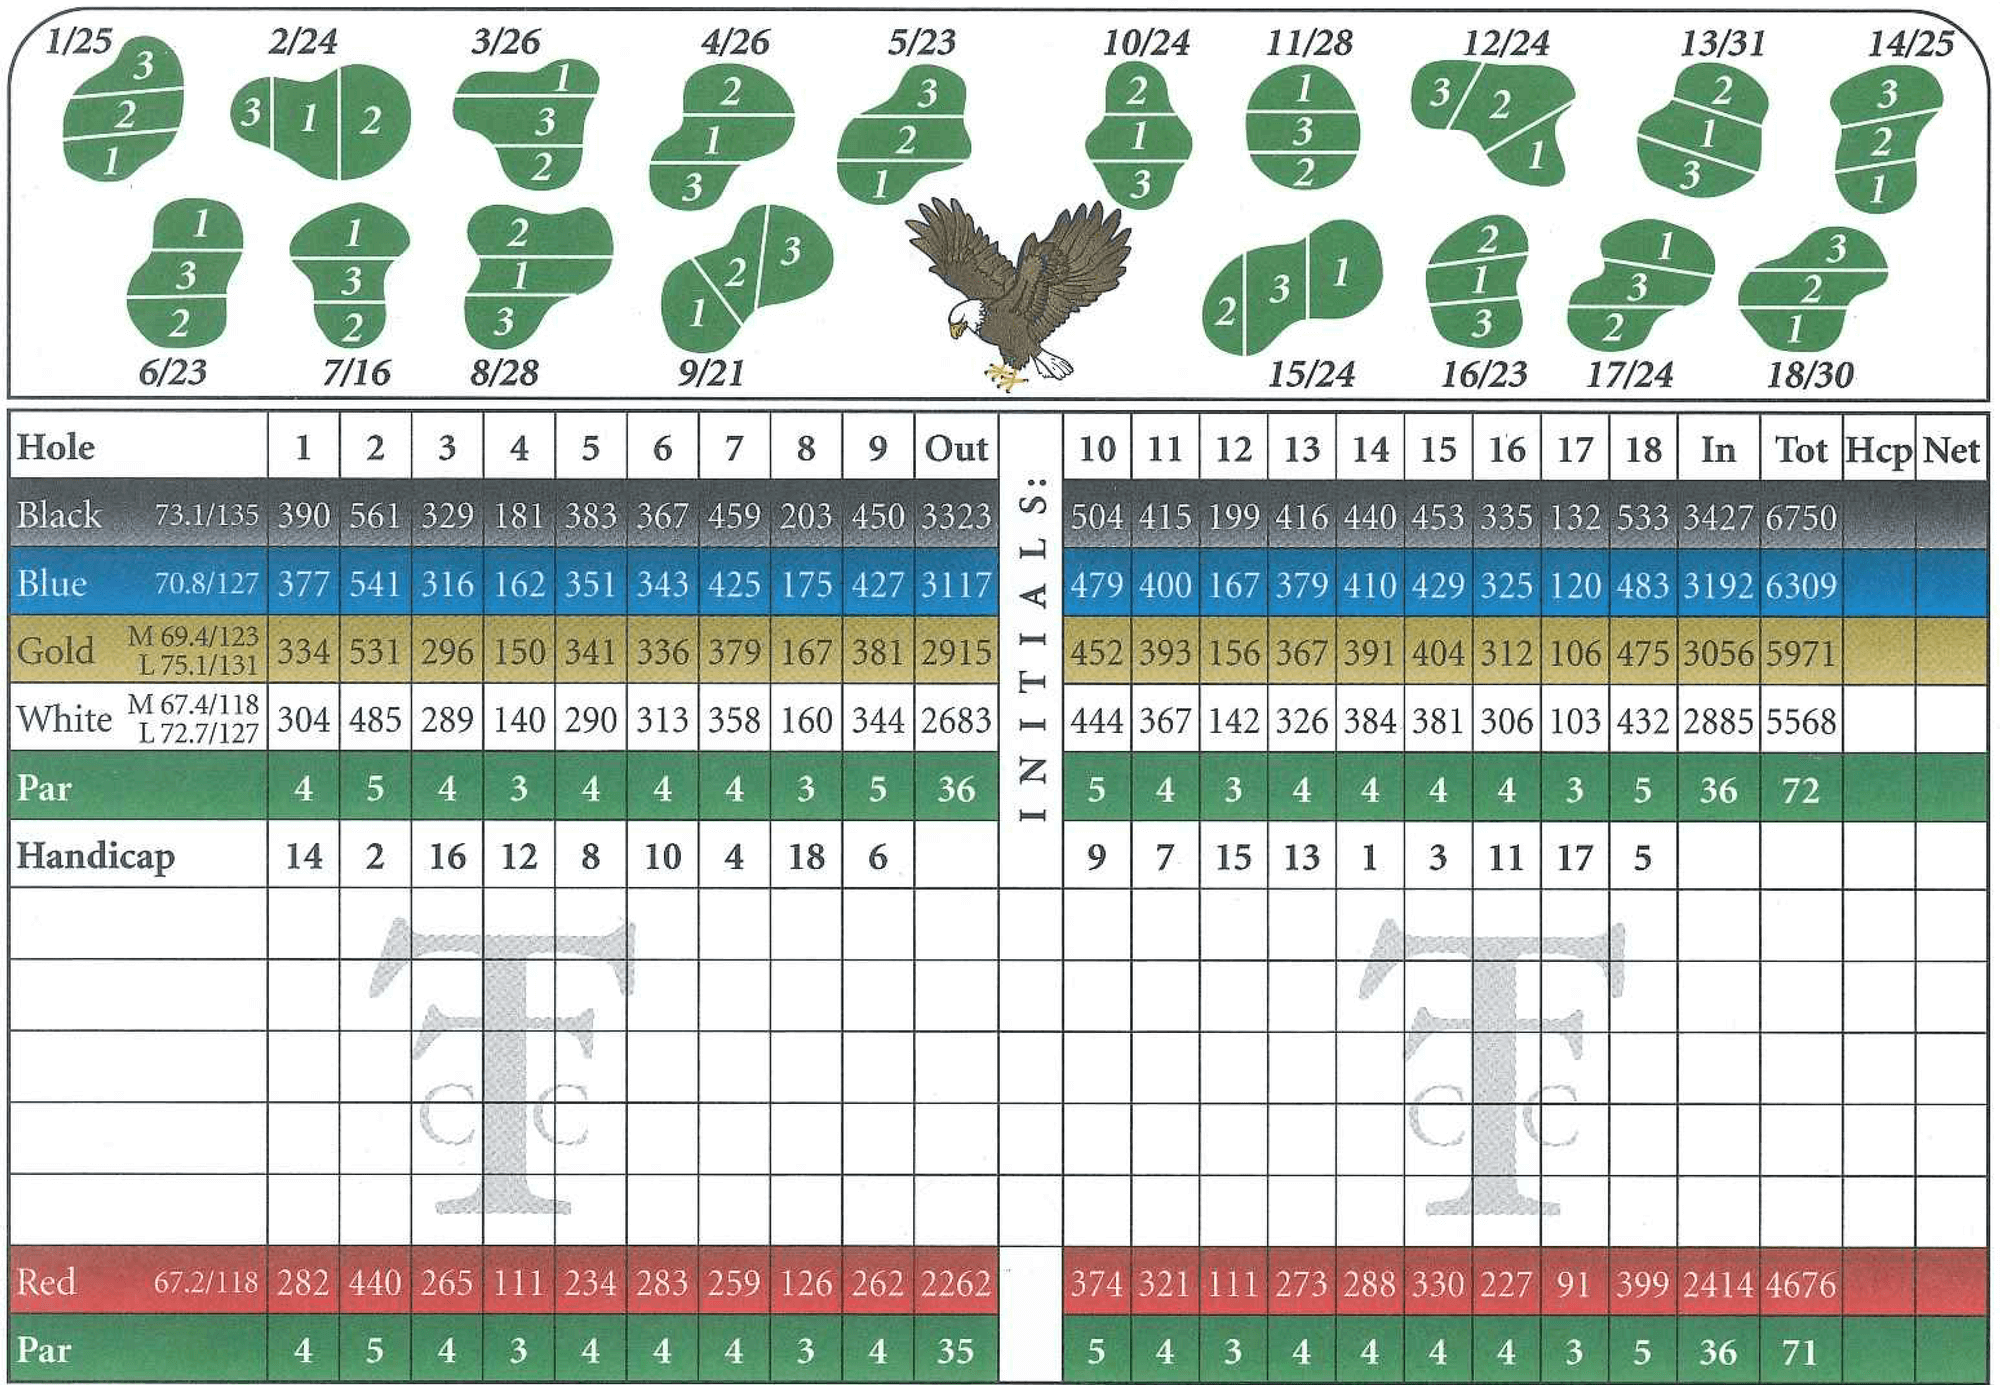 1/25 2/24 3/26 4/26 5/23 10/24 11/28 12/24 13/31 14/25
3 2 1
3 1 2
1 3 2
2 1 3
3 2 1
2 1 3
1 3 2
3 2 1
2 1 3
3 2 1
1 3 2
1 3 2
2 1 3
1 2 3
2 3 1
2 1 3
1 3 2
3 2 1
6/23 7/16 8/28 9/21 15/24 16/23 17/24 18/30
Hole 1 2 3 4 5 6 7 8 9 Out INITIALS: 10 11 12 13 14 15 16 17 18 In Tot Hcp Net
Black 73.1/135 390 561 329 181 383 367 459 203 450 3323 504 415 199 416 440 453 335 132 533 3427 6750
Blue 70.8/127 377 541 316 162 351 343 425 175 427 3117 479 400 167 379 410 429 325 120 483 3192 6309
Gold M 69.4/123 L 75.1/131 334 531 296 150 341 336 379 167 381 2915 452 393 156 367 391 404 312 106 475 3056 5971
White M 67.4/118 L 72.7/127 304 485 289 140 290 313 358 160 344 2683 444 367 142 326 384 381 306 103 432 2885 5568
Par 4 5 4 3 4 4 4 3 5 36 5 4 3 4 4 4 4 3 5 36 72
Handicap 14 2 16 12 8 10 4 18 6 9 7 15 13 1 3 11 17 5
TFCC TFCC
Red 67.2/118 282 440 265 111 234 283 259 126 262 2262 374 321 111 273 288 330 227 91 399 2414 4676
Par 4 5 4 3 4 4 4 3 4 35 5 4 3 4 4 4 4 3 5 36 71